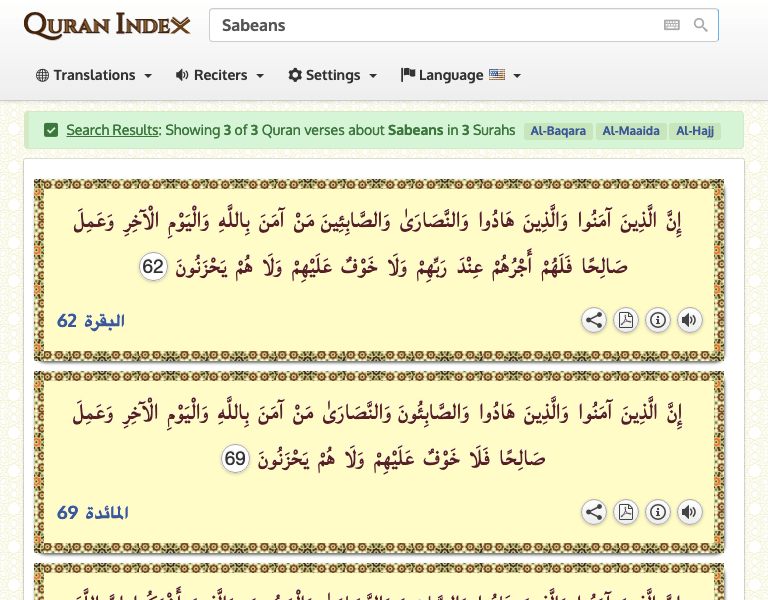 QURAN INDEX
Sabeans
Translations
Reciters
Settings
Language
Search Results: Showing 3 of 3 Quran verses about Sabeans in 3 Surahs Al-Baqara Al-Maaida Al-Hajj
إِنَّ الَّذِينَ آمَنُوا وَالَّذِينَ هَادُوا وَالنَّصَارَىٰ وَالصَّابِئِينَ مَنْ آمَنَ بِاللَّهِ وَالْيَوْمِ الْآخِرِ وَعَمِلَ
صَالِحًا فَلَهُمْ أَجْرُهُمْ عِنْدَ رَبِّهِمْ وَلَا خَوْفٌ عَلَيْهِمْ وَلَا هُمْ يَحْزَنُونَ 62
البقرة 62
إِنَّ الَّذِينَ آمَنُوا وَالَّذِينَ هَادُوا وَالصَّابِئُونَ وَالنَّصَارَىٰ مَنْ آمَنَ بِاللَّهِ وَالْيَوْمِ الْآخِرِ وَعَمِلَ
صَالِحًا فَلَا خَوْفٌ عَلَيْهِمْ وَلَا هُمْ يَحْزَنُونَ 69
المائدة 69